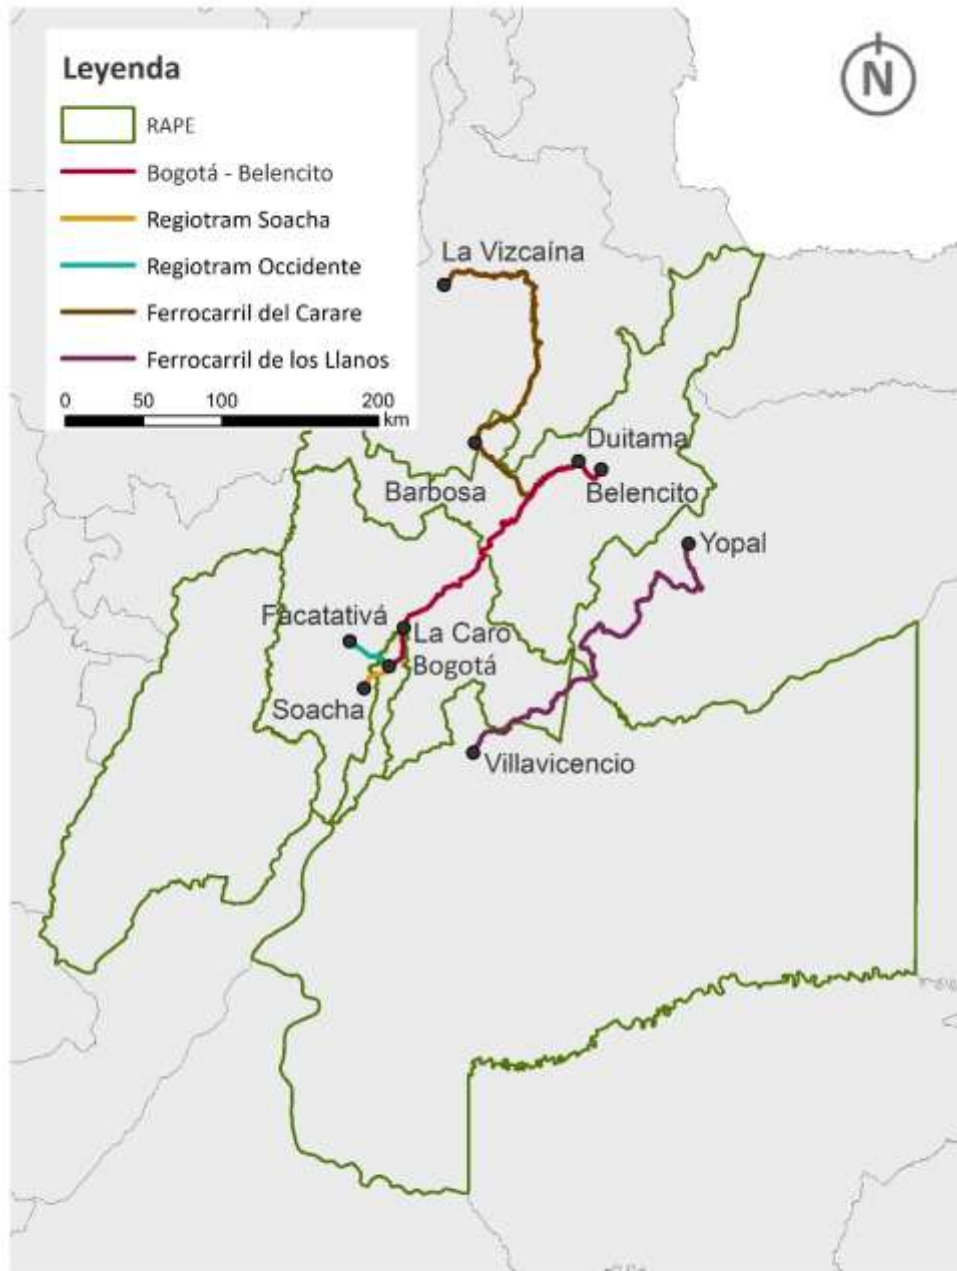 N
Leyenda
RAPE
Bogotá - Belencito
Regiotram Soacha
Regiotram Occidente
Ferrocarril del Carare
Ferrocarril de los Llanos
0 50 100 200
km
La Vizcaína
Duitama
Barbosa
Belencito
Yopal
Facatativá
La Caro
Bogotá
Soacha
Villavicencio